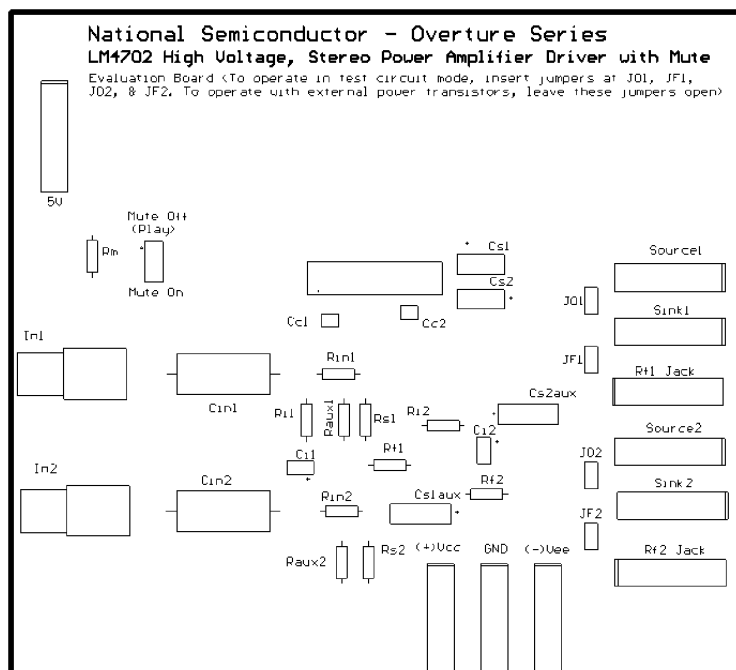 National Semiconductor - Overture Series
LM4702 High Voltage, Stereo Power Amplifier Driver with Mute
Evaluation Board (To operate in test circuit mode, insert jumpers at JO1, JF1,
JO2, & JF2. To operate with external power transistors, leave these jumpers open)
5V
Mute Off
(Play)
Rm
Mute On
Cs1
Cs2
Source1
JO1
Sink1
Cc1
Cc2
In1
Rin1
JF1
Rf1 Jack
Cin1
Ri1
Raux1
Rs1
Ri2
Cs2aux
Source2
Ci2
Ci1
Rf1
JO2
In2
Cin2
Rin2
Cs1aux
Rf2
Sink2
JF2
Raux2
Rs2
(+)Vcc GND (-)Vee
Rf2 Jack